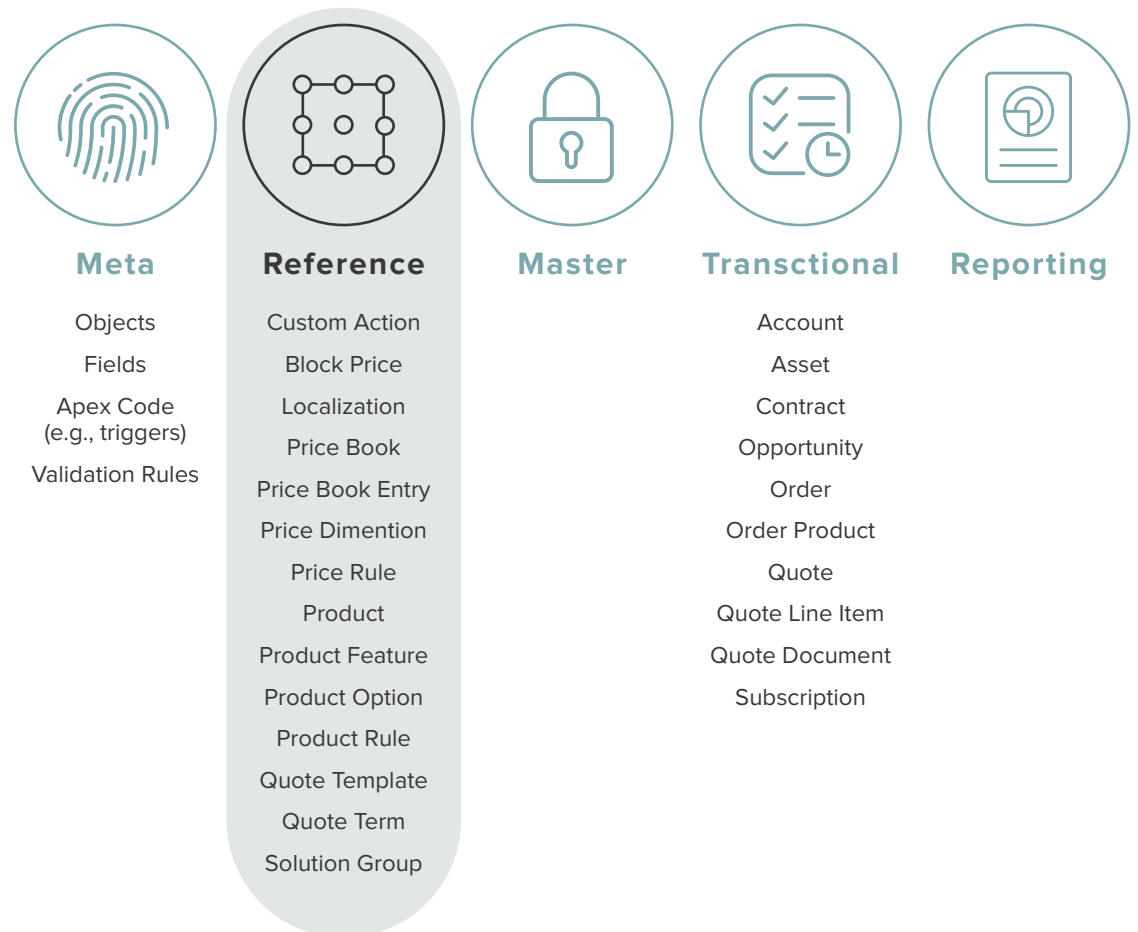 Meta
Objects
Fields
Apex Code
(e.g., triggers)
Validation Rules
Reference
Custom Action
Block Price
Localization
Price Book
Price Book Entry
Price Dimention
Price Rule
Product
Product Feature
Product Option
Product Rule
Quote Template
Quote Term
Solution Group
Master
Transctional
Account
Asset
Contract
Opportunity
Order
Order Product
Quote
Quote Line Item
Quote Document
Subscription
Reporting